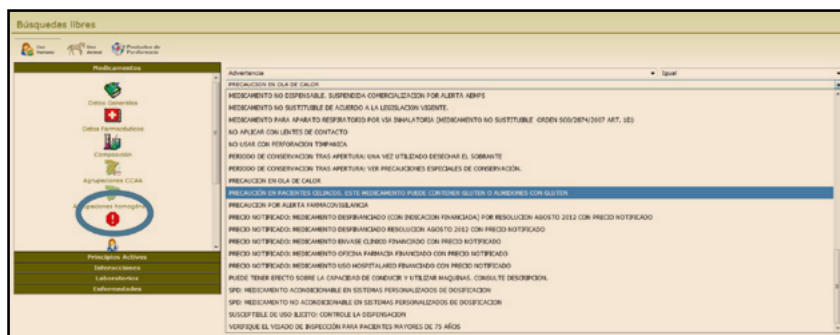 Búsquedas libres
Uso Humano
Uso Animal
Productos de Parafarmacia
Medicamentos
Datos Generales
Datos Farmacéuticos
Composición
Agrupaciones CCAA
Agrupaciones homogéneas
Principios Activos
Interacciones
Laboratorios
Enfermedades
Advertencia
Igual
PRECAUCION EN OLA DE CALOR
MEDICAMENTO NO DISPENSABLE. SUSPENDIDA COMERCIALIZACION POR ALERTA AEMPS
MEDICAMENTO NO SUSTITUIBLE DE ACUERDO A LA LEGISLACION VIGENTE.
MEDICAMENTO PARA APARATO RESPIRATORIO POR VIA INHALATORIA (MEDICAMENTO NO SUSTITUIBLE -ORDEN SCO/2874/2007 ART. 1D)
NO APLICAR CON LENTES DE CONTACTO
NO USAR CON PERFORACION TIMPANICA
PERIODO DE CONSERVACION TRAS APERTURA: UNA VEZ UTILIZADO DESECHAR EL SOBRANTE
PERIODO DE CONSERVACION TRAS APERTURA: VER PRECAUCIONES ESPECIALES DE CONSERVACIÓN.
PRECAUCION EN OLA DE CALOR
PRECAUCIÓN EN PACIENTES CELIACOS. ESTE MEDICAMENTO PUEDE CONTENER GLUTEN O ALMIDONES CON GLUTEN
PRECAUCION POR ALERTA FARMACOVIGILANCIA
PRECIO NOTIFICADO: MEDICAMENTO DESFINANCIADO (CON INDICACION FINANCIADA) POR RESOLUCION AGOSTO 2012 CON PRECIO NOTIFICADO
PRECIO NOTIFICADO: MEDICAMENTO DESFINANCIADO RESOLUCION AGOSTO 2012 CON PRECIO NOTIFICADO
PRECIO NOTIFICADO: MEDICAMENTO ENVASE CLINICO FINANCIADO CON PRECIO NOTIFICADO
PRECIO NOTIFICADO: MEDICAMENTO OFICINA FARMACIA FINANCIADO CON PRECIO NOTIFICADO
PRECIO NOTIFICADO: MEDICAMENTO USO HOSPITALARIO FINANCIADO CON PRECIO NOTIFICADO
PUEDE TENER EFECTO SOBRE LA CAPACIDAD DE CONDUCIR Y UTILIZAR MAQUINAS. CONSULTE DESCRIPCION.
SPD: MEDICAMENTO ACONDICIONABLE EN SISTEMAS PERSONALIZADOS DE DOSIFICACION
SPD: MEDICAMENTO NO ACONDICIONABLE EN SISTEMAS PERSONALIZADOS DE DOSIFICACION
SUSCEPTIBLE DE USO ILICITO: CONTROLE LA DISPENSACION
VERIFIQUE EL VISADO DE INSPECCIÓN PARA PACIENTES MAYORES DE 75 AÑOS